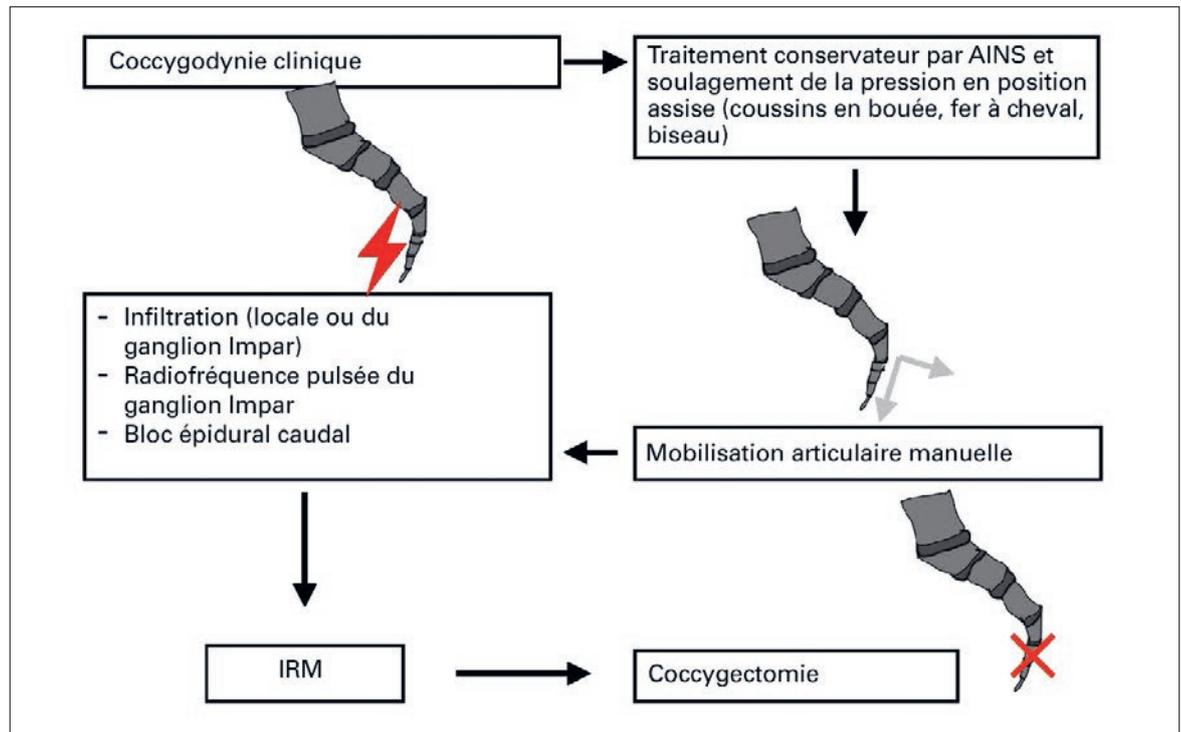 Coccygodynie clinique
Traitement conservateur par AINS et
soulagement de la pression en position
assise (coussins en bouée, fer à cheval,
biseau)
Mobilisation articulaire manuelle
- Infiltration (locale ou du
ganglion Impar)
- Radiofréquence pulsée du
ganglion Impar
- Bloc épidural caudal
IRM
Coccygectomie